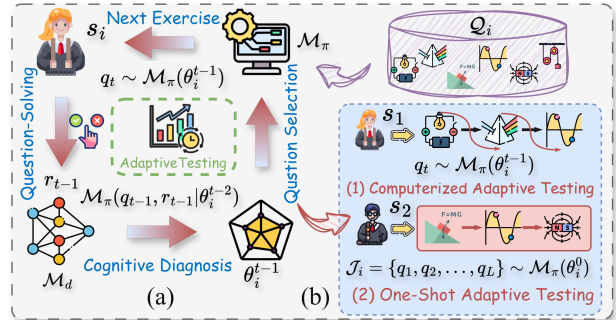 Next Exercise
s_i
M_π
Q_i
q_t ∼ M_π(θ_i^{t−1})
Question-Solving
AdaptiveTesting
Qustion Selection
r_{t−1}
M_π(q_{t−1}, r_{t−1}|θ_i^{t−2})
M_d
Cognitive Diagnosis
θ_i^{t−1}
(a)
(b)
F=MG
N S
s_1
q_t ∼ M_π(θ_i^{t−1})
(1) Computerized Adaptive Testing
s_2
F=MG
N S
J_i = {q_1, q_2, . . . , q_L} ∼ M_π(θ_i^0)
(2) One-Shot Adaptive Testing